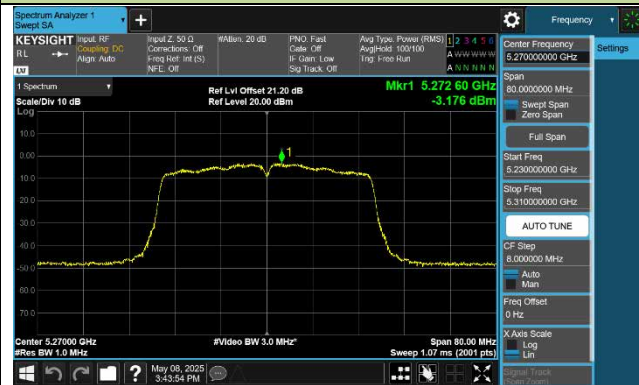 Spectrum Analyzer 1
Swept SA
Frequency
KEYSIGHT
Input: RF
Input Z: 50 Ω
#Atten: 20 dB
PNO: Fast
Avg Type: Power (RMS)
1 2 3 4 5 6
RL
Coupling: DC
Corrections: Off
Gate: Off
Avg|Hold: 100/100
A W W W W W
Align: Auto
Freq Ref: Int (S)
IF Gain: Low
Trig: Free Run
NFE: Off
Sig Track: Off
A N N N N N
LXI
1 Spectrum
Ref Lvl Offset 21.20 dB
Mkr1 5.272 60 GHz
Scale/Div 10 dB
Ref Level 20.00 dBm
-3.176 dBm
Log
10.0
0.00
10.0
20.0
30.0
40.0
50.0
60.0
70.0
1
Center 5.27000 GHz
#Video BW 3.0 MHz*
Span 80.00 MHz
#Res BW 1.0 MHz
Sweep 1.07 ms (2001 pts)
May 08, 2025
3:43:54 PM
Center Frequency
5.270000000 GHz
Settings
Span
80.0000000 MHz
Swept Span
Zero Span
Full Span
Start Freq
5.230000000 GHz
Stop Freq
5.310000000 GHz
AUTO TUNE
CF Step
8.000000 MHz
Auto
Man
Freq Offset
0 Hz
X Axis Scale
Log
Lin
Signal Track
(Span Zoom)